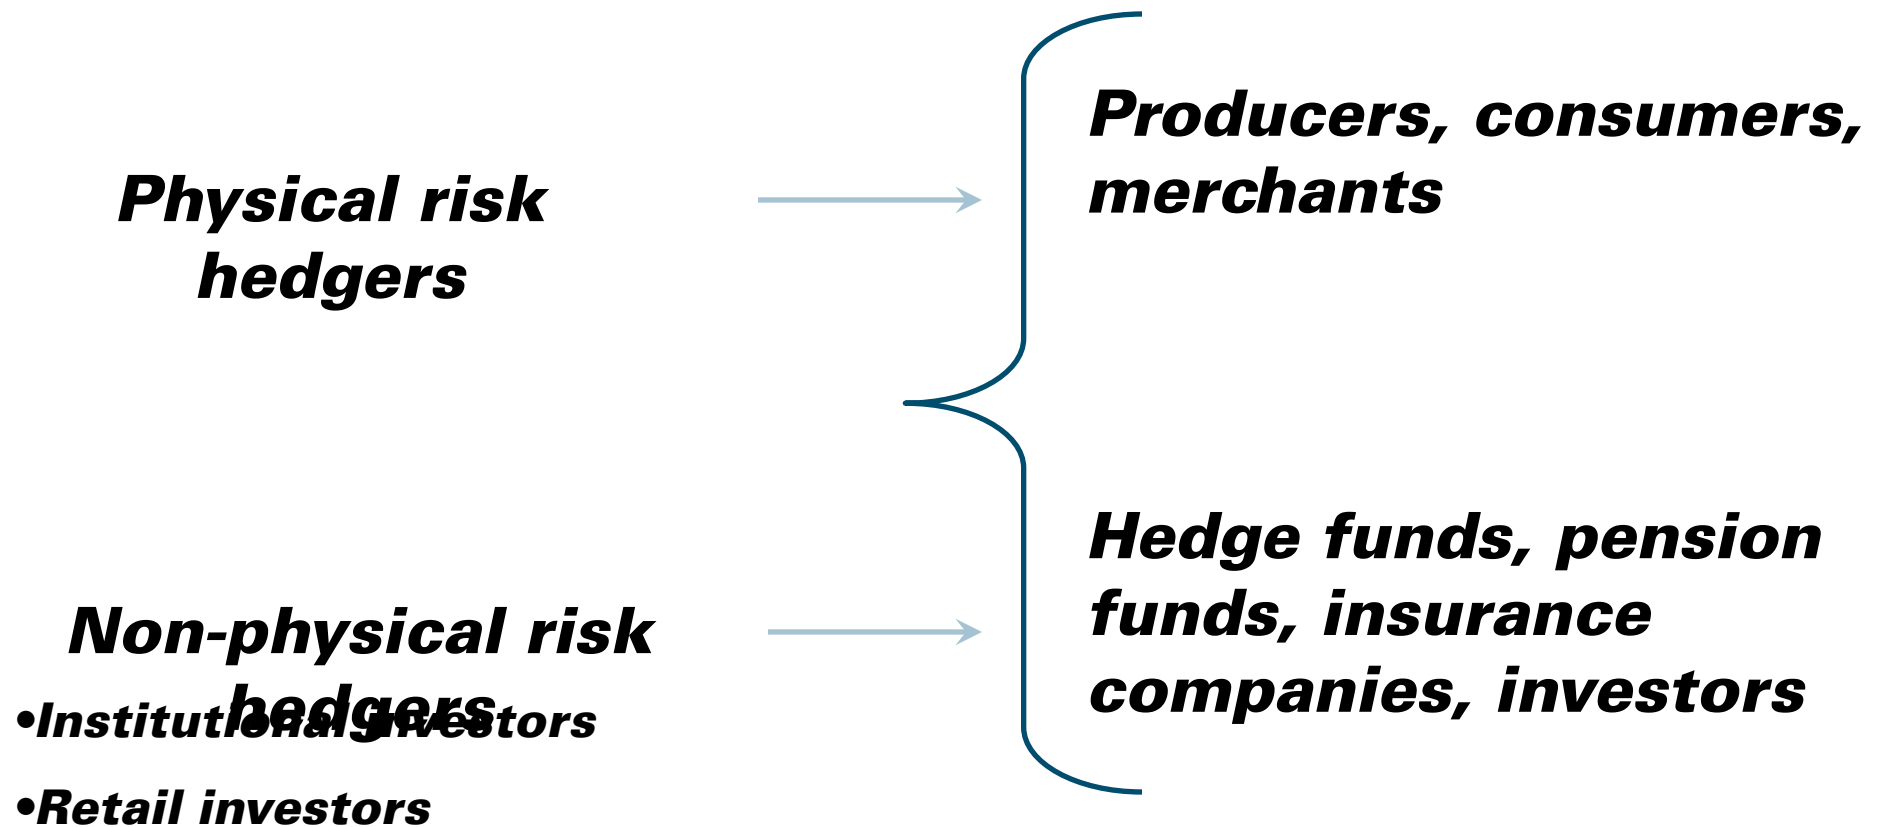 Physical risk
hedgers
Producers, consumers,
merchants
Non-physical risk
hedgers
•Institutional investors
•Retail investors
Hedge funds, pension
funds, insurance
companies, investors